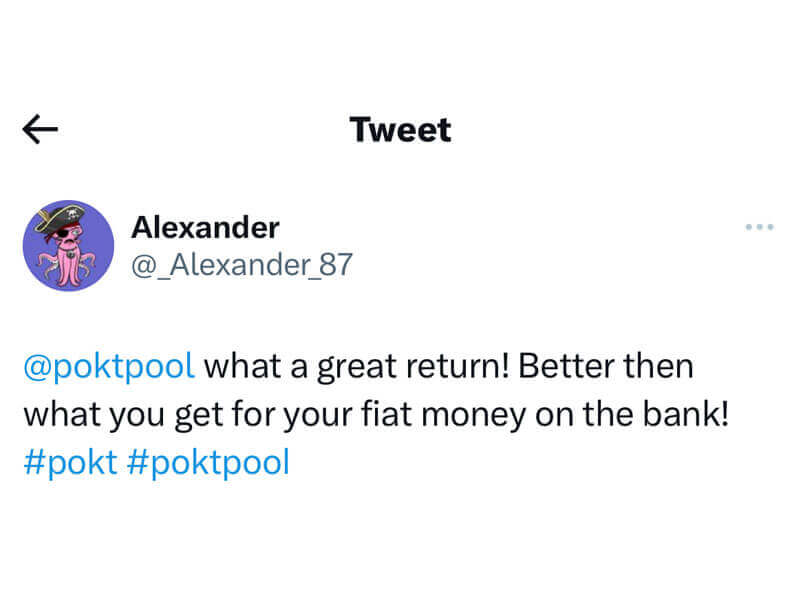 Tweet
Alexander
@_Alexander_87
@poktpool what a great return! Better then
what you get for your fiat money on the bank!
#pokt #poktpool